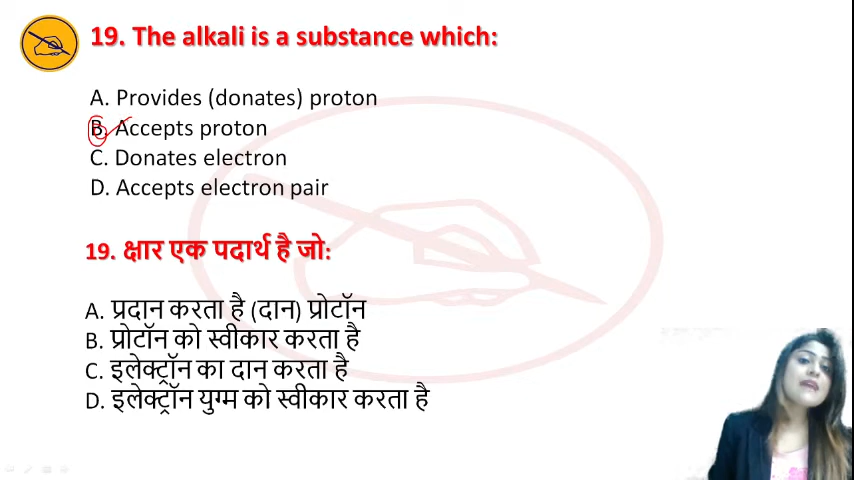 19. The alkali is a substance which:
A. Provides (donates) proton
B. Accepts proton
C. Donates electron
D. Accepts electron pair
19. क्षार एक पदार्थ है जो:
A. प्रदान करता है (दान) प्रोटॉन
B. प्रोटॉन को स्वीकार करता है
C. इलेक्ट्रॉन का दान करता है
D. इलेक्ट्रॉन युग्म को स्वीकार करता है